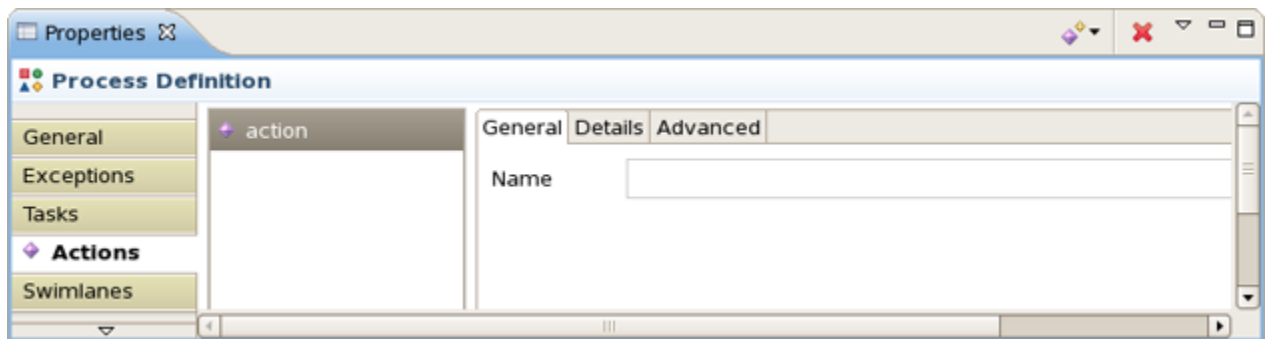 Properties
Process Definition
General
Exceptions
Tasks
Actions
Swimlanes
action
General Details Advanced
Name